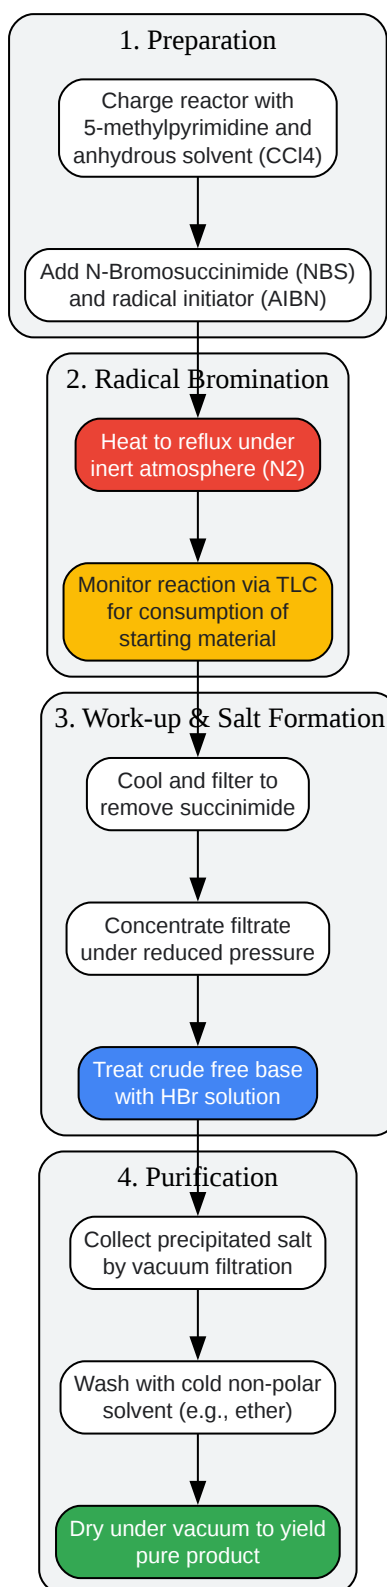 1. Preparation
Charge reactor with
5-methylpyrimidine and
anhydrous solvent (CCl4)
Add N-Bromosuccinimide (NBS)
and radical initiator (AIBN)
2. Radical Bromination
Heat to reflux under
inert atmosphere (N2)
Monitor reaction via TLC
for consumption of
starting material
3. Work-up & Salt Formation
Cool and filter to
remove succinimide
Concentrate filtrate
under reduced pressure
Treat crude free base
with HBr solution
4. Purification
Collect precipitated salt
by vacuum filtration
Wash with cold non-polar
solvent (e.g., ether)
Dry under vacuum to yield
pure product